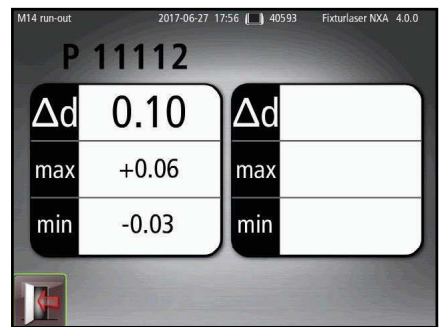 M14 run-out 2017-06-27 17:56 40593 Fixturlaser NXA 4.0.0
P 11112
Δd 0.10 Δd
max +0.06 max
min -0.03 min